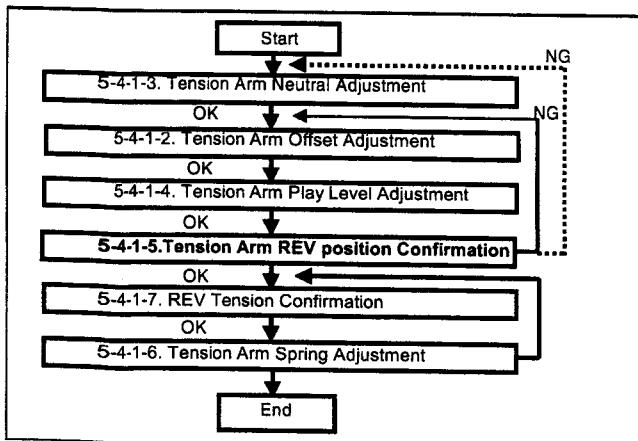 Start
NG
5-4-1-3. Tension Arm Neutral Adjustment
OK
NG
5-4-1-2. Tension Arm Offset Adjustment
OK
5-4-1-4. Tension Arm Play Level Adjustment
OK
5-4-1-5.Tension Arm REV position Confirmation
OK
5-4-1-7. REV Tension Confirmation
OK
5-4-1-6. Tension Arm Spring Adjustment
End